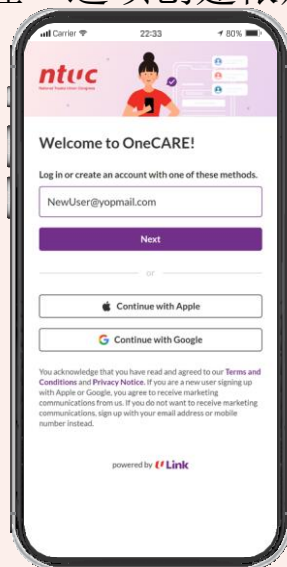 Carrier 22:33 80%
ntuc
National Trades Union Congress
Welcome to OneCARE!
Log in or create an account with one of these methods.
NewUser@yopmail.com
Next
or
Continue with Apple
Continue with Google
You acknowledge that you have read and agreed to our Terms and
Conditions and Privacy Notice. If you are a new user signing up
with Apple or Google, you agree to receive marketing
communications from us. If you do not want to receive marketing
communications, sign up with your email address or mobile
number instead.
powered by Link